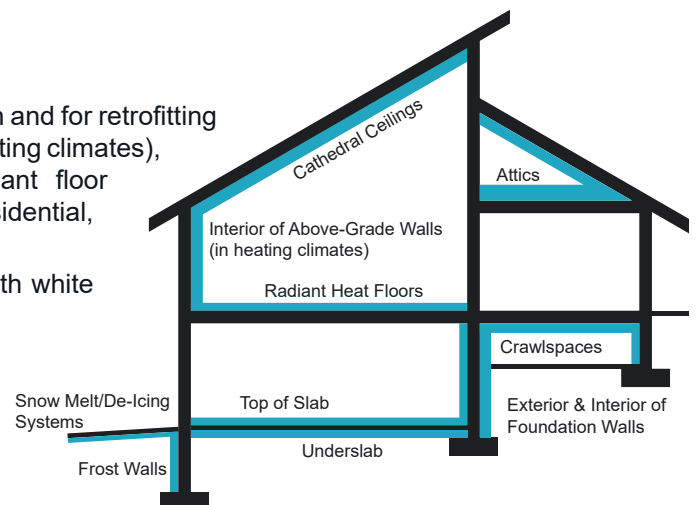 n and for retrofitting
ting climates),
ant floor
sidential,
th white
Cathedral Ceilings
Attics
Interior of Above-Grade Walls
(in heating climates)
Radiant Heat Floors
Crawlspaces
Snow Melt/De-Icing
Systems
Top of Slab
Exterior & Interior of
Foundation Walls
Underslab
Frost Walls